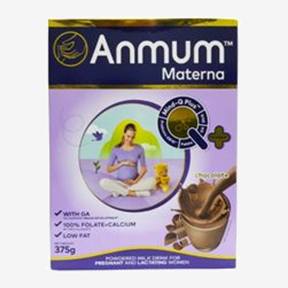 Anmum™
Materna
Mind-Q Plus™
chocolate
WITH GA
100% FOLATE+CALCIUM
LOW FAT
375g
POWDERED MILK DRINK FOR
PREGNANT AND LACTATING WOMEN